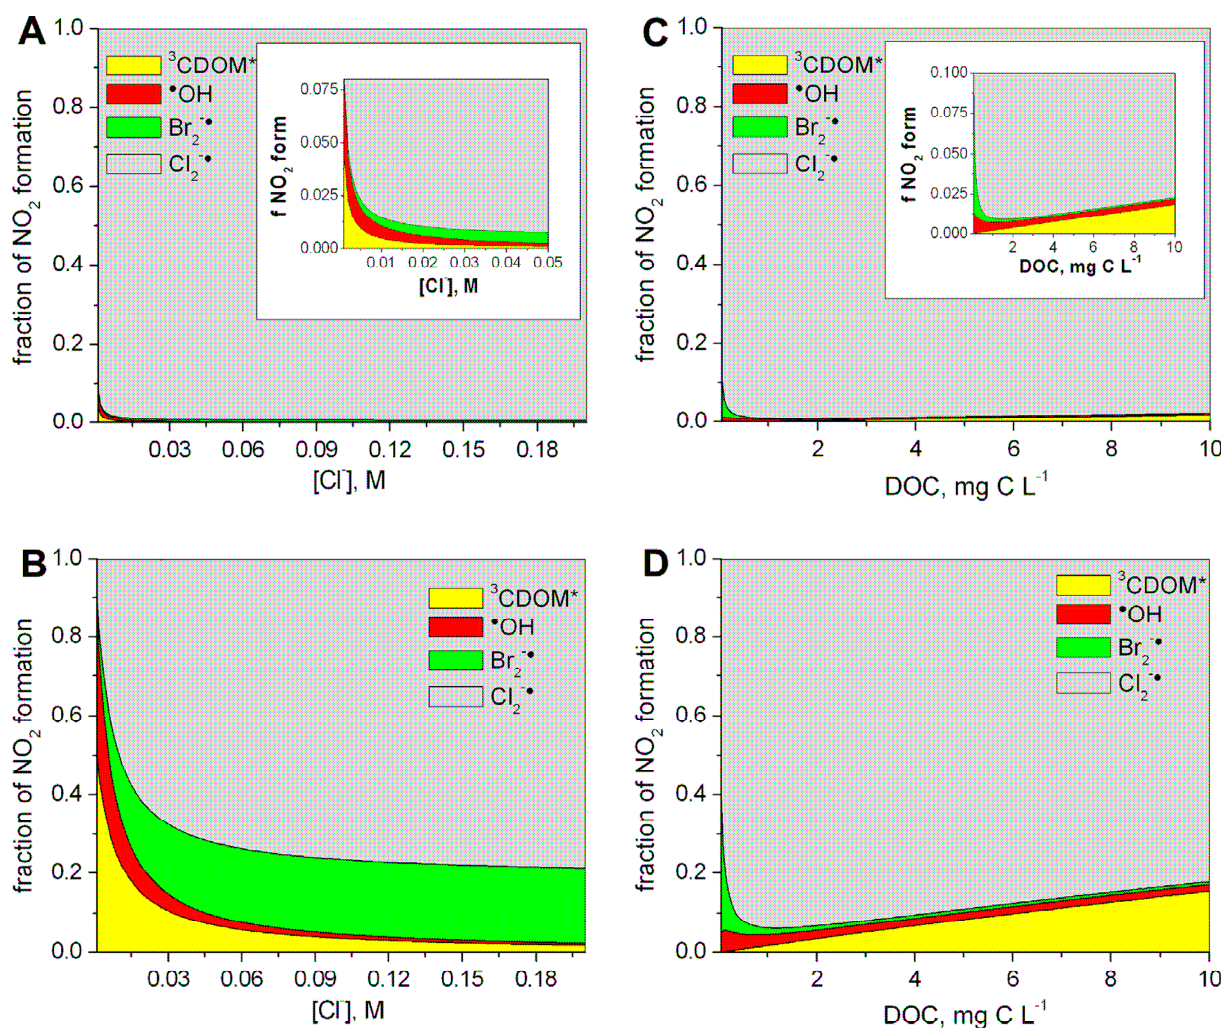 A
fraction of NO₂ formation
1.0
0.8
0.6
0.4
0.2
0.0
³CDOM*
•OH
Br₂⁻•
Cl₂⁻•
f NO₂ form
0.075
0.050
0.025
0.000
0.01 0.02 0.03 0.04 0.05
[Cl⁻], M
0.03 0.06 0.09 0.12 0.15 0.18
[Cl⁻], M
C
fraction of NO₂ formation
1.0
0.8
0.6
0.4
0.2
0.0
³CDOM*
•OH
Br₂⁻•
Cl₂⁻•
f NO₂ form
0.100
0.075
0.050
0.025
0.000
2 4 6 8 10
DOC, mg C L⁻¹
2 4 6 8 10
DOC, mg C L⁻¹
B
fraction of NO₂ formation
1.0
0.8
0.6
0.4
0.2
0.0
³CDOM*
•OH
Br₂⁻•
Cl₂⁻•
0.03 0.06 0.09 0.12 0.15 0.18
[Cl⁻], M
D
fraction of NO₂ formation
1.0
0.8
0.6
0.4
0.2
0.0
³CDOM*
•OH
Br₂⁻•
Cl₂⁻•
2 4 6 8 10
DOC, mg C L⁻¹